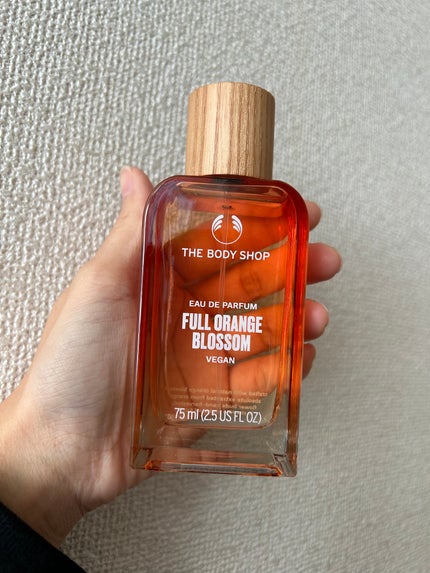 THE BODY SHOP
EAU DE PARFUM
FULL ORANGE
BLOSSOM
VEGAN
75 ml (2.5 US FL OZ)